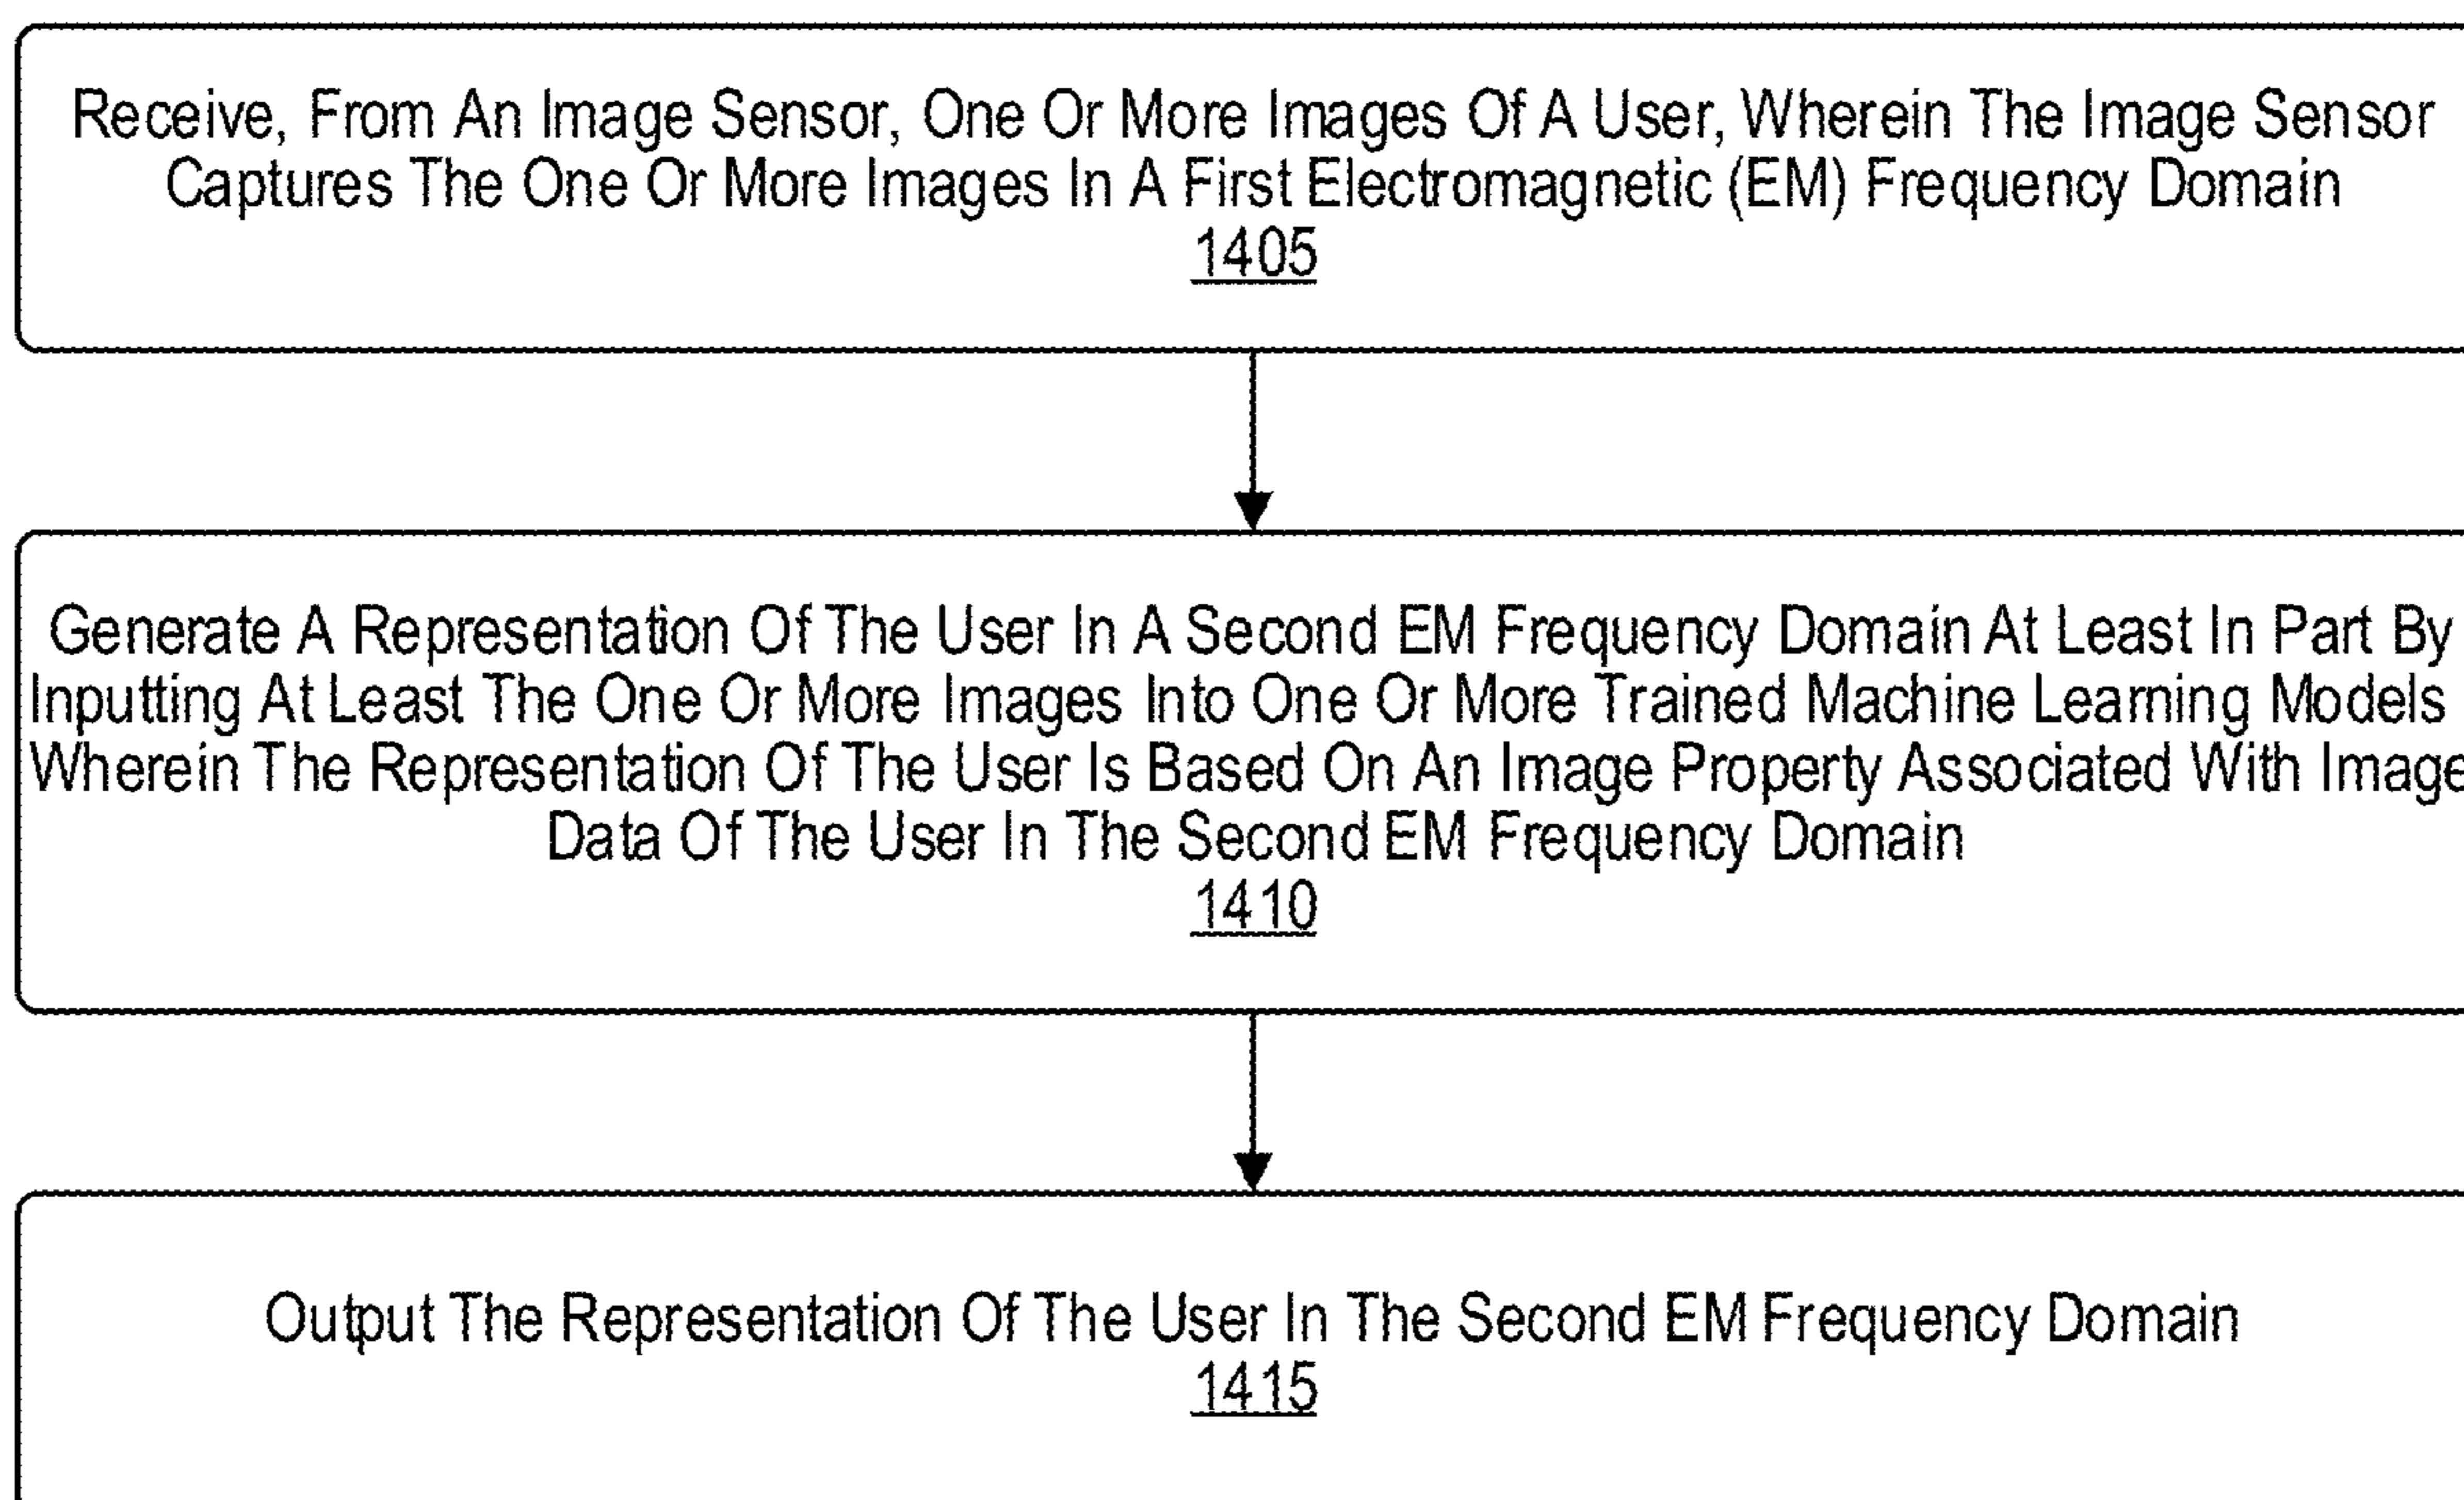 Receive, From An Image Sensor, One Or More Images Of A User, Wherein The Image Sensor
Captures The One Or More Images In A First Electromagnetic (EM) Frequency Domain
1405
Generate A Representation Of The User In A Second EM Frequency Domain At Least In Part By
Inputting At Least The One Or More Images Into One Or More Trained Machine Learning Models
Wherein The Representation Of The User Is Based On An Image Property Associated With Image
Data Of The User In The Second EM Frequency Domain
1410
Output The Representation Of The User In The Second EM Frequency Domain
1415